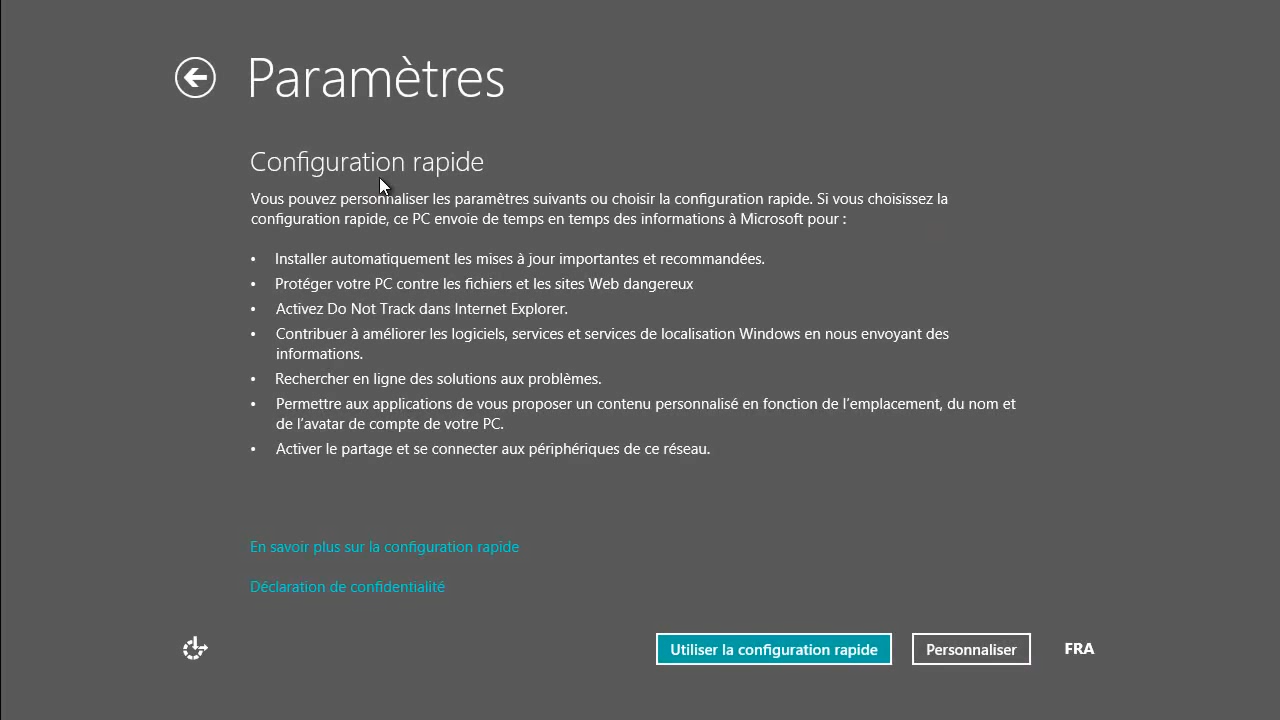 Paramètres
Configuration rapide
Vous pouvez personnaliser les paramètres suivants ou choisir la configuration rapide. Si vous choisissez la
configuration rapide, ce PC envoie de temps en temps des informations à Microsoft pour :
• Installer automatiquement les mises à jour importantes et recommandées.
• Protéger votre PC contre les fichiers et les sites Web dangereux
• Activez Do Not Track dans Internet Explorer.
• Contribuer à améliorer les logiciels, services et services de localisation Windows en nous envoyant des
informations.
• Rechercher en ligne des solutions aux problèmes.
• Permettre aux applications de vous proposer un contenu personnalisé en fonction de l'emplacement, du nom et
de l'avatar de compte de votre PC.
• Activer le partage et se connecter aux périphériques de ce réseau.
En savoir plus sur la configuration rapide
Déclaration de confidentialité
Utiliser la configuration rapide Personnaliser FRA